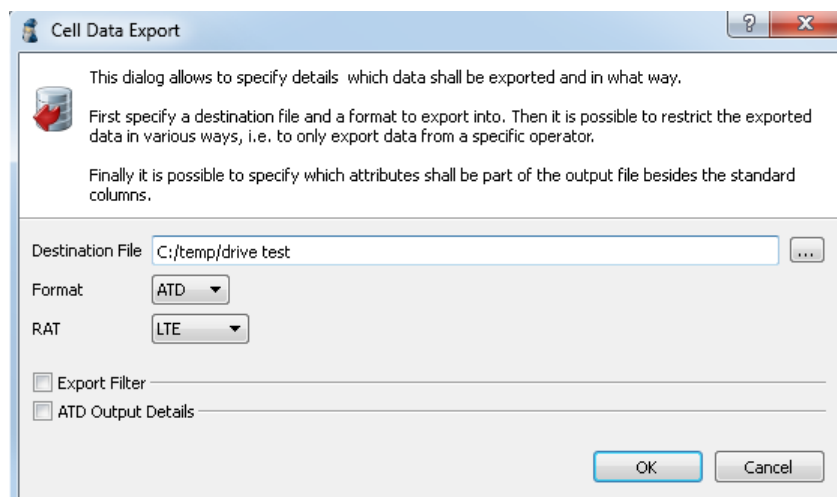 Cell Data Export
?
X
This dialog allows to specify details which data shall be exported and in what way.
First specify a destination file and a format to export into. Then it is possible to restrict the exported
data in various ways, i.e. to only export data from a specific operator.
Finally it is possible to specify which attributes shall be part of the output file besides the standard
columns.
Destination File C:/temp/drive test ...
Format ATD
RAT LTE
Export Filter
ATD Output Details
OK Cancel